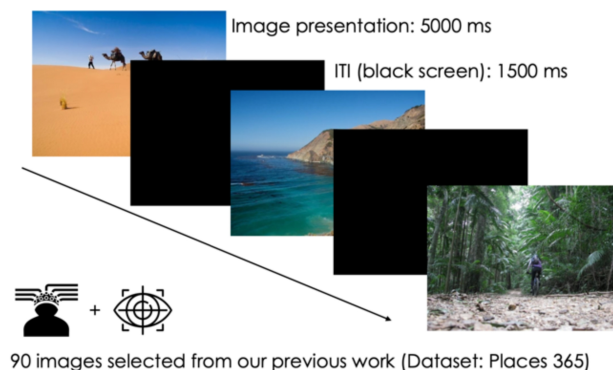 Image presentation: 5000 ms
ITI (black screen): 1500 ms
+
90 images selected from our previous work (Dataset: Places 365)